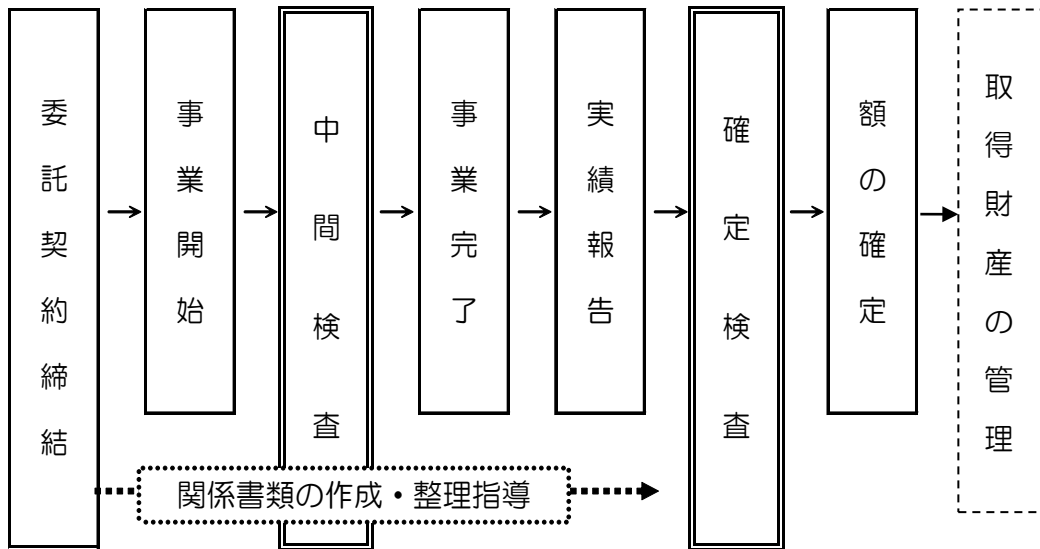 委託契約締結
事業開始
中間検査
事業完了
実績報告
確定検査
額の確定
取得財産の管理
関係書類の作成・整理指導